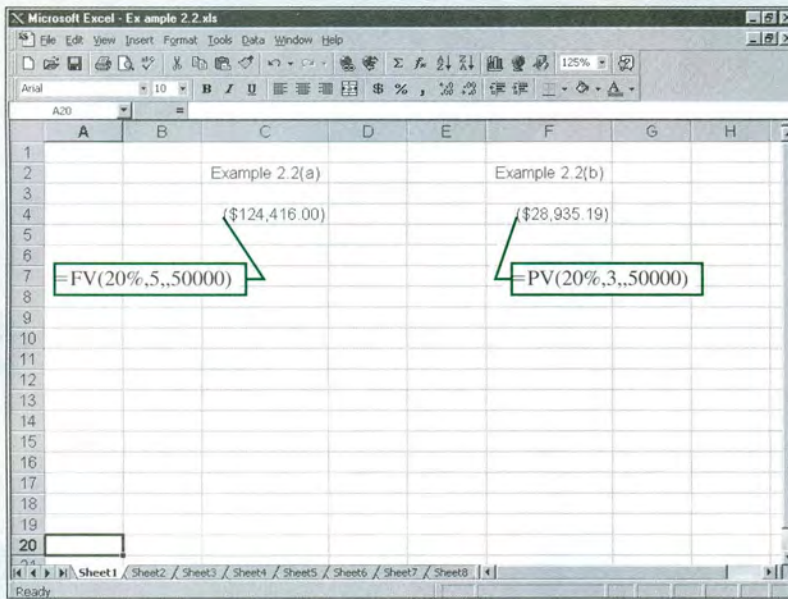 Microsoft Excel - Ex ample 2.2.xls
File Edit View Insert Format Tools Data Window Help
125%
Arial 10 B I U $ % ,
A20 =
A B C D E F G H
1
2 Example 2.2(a) Example 2.2(b)
3
4 ($124,416.00) ($28,935.19)
5
6
7 =FV(20%,5,,50000) =PV(20%,3,,50000)
8
9
10
11
12
13
14
15
16
17
18
19
20
Sheet1 Sheet2 Sheet3 Sheet4 Sheet5 Sheet6 Sheet7 Sheet8
Ready